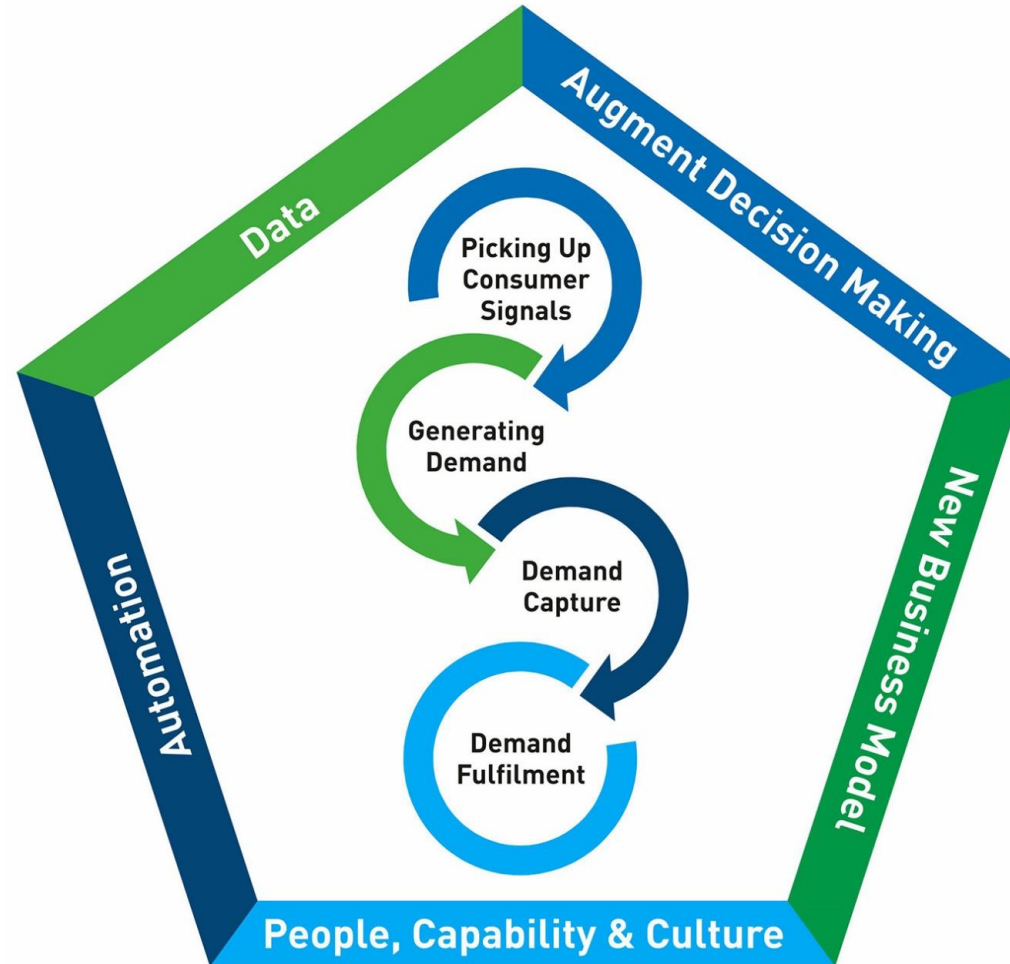 Augment Decision Making
Data
Picking Up
Consumer
Signals
Generating
Demand
Demand
Capture
Demand
Fulfilment
Automation
New Business Model
People, Capability & Culture